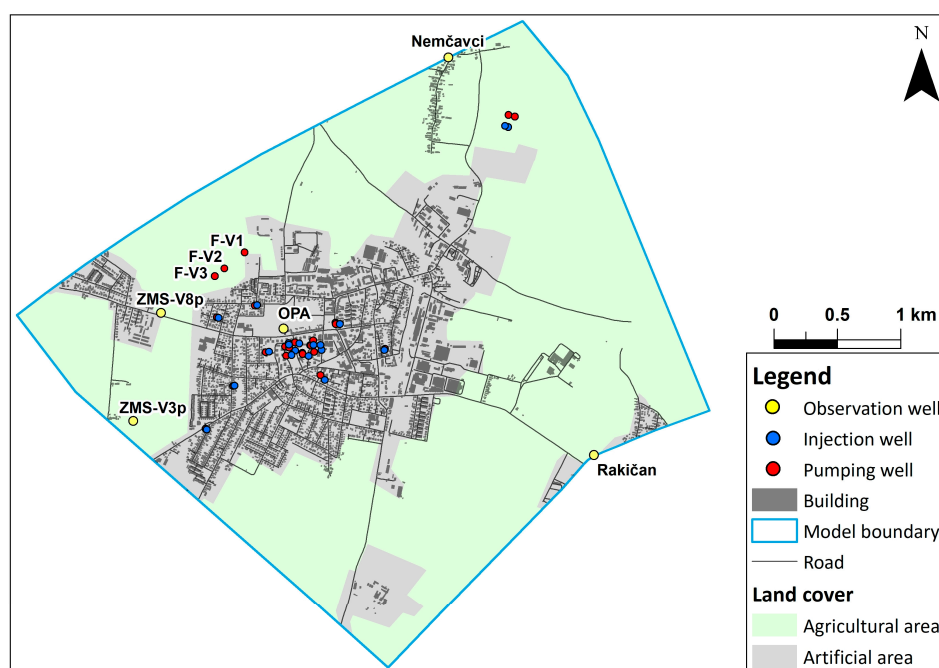 Nemčavci
N
F-V1
F-V2
F-V3
ZMS-V8p
OPA
0 0.5 1 km
ZMS-V3p
Rakičan
Legend
Observation well
Injection well
Pumping well
Building
Model boundary
Road
Land cover
Agricultural area
Artificial area